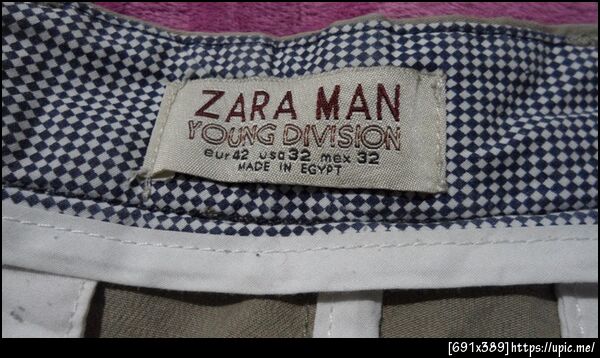 ZARA MAN
YOUNG DIVISION
eur 42 usa 32 mex 32
MADE IN EGYPT
[691x389]https://upic.me/